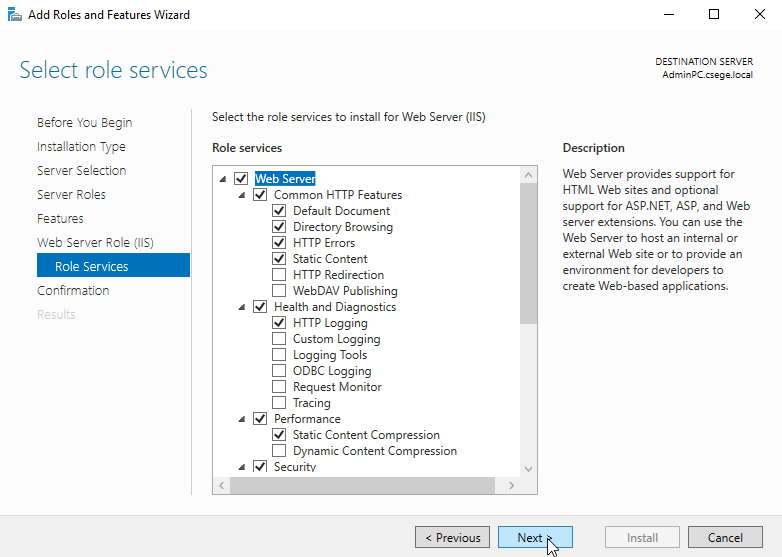 Add Roles and Features Wizard
Select role services
DESTINATION SERVER
AdminPC.csege.local
Before You Begin
Installation Type
Server Selection
Server Roles
Features
Web Server Role (IIS)
Role Services
Confirmation
Results
Select the role services to install for Web Server (IIS)
Role services
Web Server
Common HTTP Features
Default Document
Directory Browsing
HTTP Errors
Static Content
HTTP Redirection
WebDAV Publishing
Health and Diagnostics
HTTP Logging
Custom Logging
Logging Tools
ODBC Logging
Request Monitor
Tracing
Performance
Static Content Compression
Dynamic Content Compression
Security
Description
Web Server provides support for
HTML Web sites and optional
support for ASP.NET, ASP, and Web
server extensions. You can use the
Web Server to host an internal or
external Web site or to provide an
environment for developers to
create Web-based applications.
< Previous
Next >
Install
Cancel